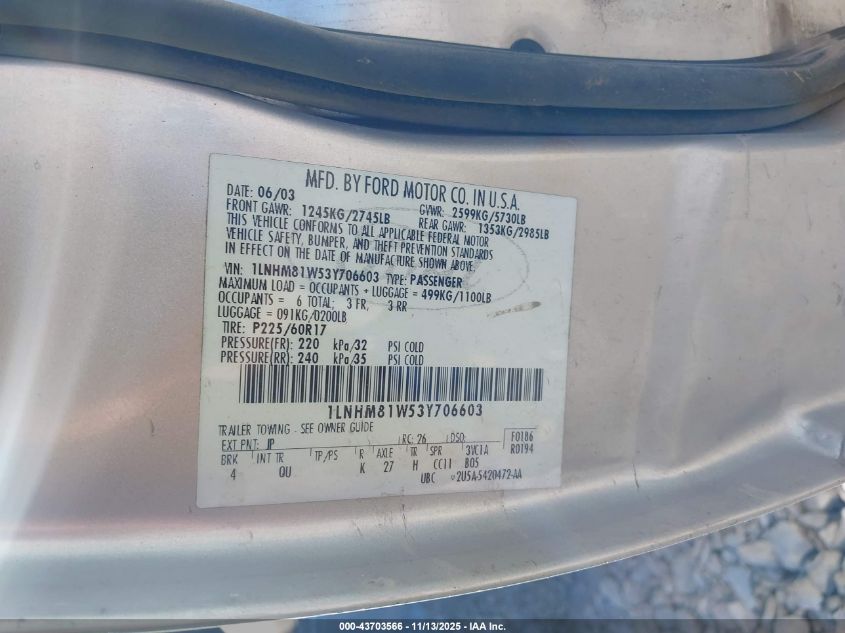 MFD. BY FORD MOTOR CO. IN U.S.A.
DATE: 06/03 GVWR: 2599KG/5730LB
FRONT GAWR: 1245KG/2745LB REAR GAWR: 1353KG/2985LB
THIS VEHICLE CONFORMS TO ALL APPLICABLE FEDERAL MOTOR
VEHICLE SAFETY, BUMPER, AND THEFT PREVENTION STANDARDS
IN EFFECT ON THE DATE OF MANUFACTURE SHOWN ABOVE.
VIN: 1LNHM81W53Y706603 TYPE: PASSENGER
MAXIMUM LOAD = OCCUPANTS + LUGGAGE = 499KG/1100LB
OCCUPANTS = 6 TOTAL; 3 FR, 3 RR
LUGGAGE = 091KG/0200LB
TIRE: P225/60R17
PRESSURE(FR) 220 kPa/32 PSI COLD
PRESSURE(RR) 240 kPa/35 PSI COLD
1LNHM81W53Y706603
TRAILER TOWING - SEE OWNER GUIDE
EXT PNT: JP RC: 26 DSO: F0186
BRK INT TR TP/PS R AXLE TR SPR 3VC1A R0194
4 QU K 27 H CC11 B05
UBC 2U5A-5420472-AA
000-43703566 - 11/13/2025 - IAA Inc.